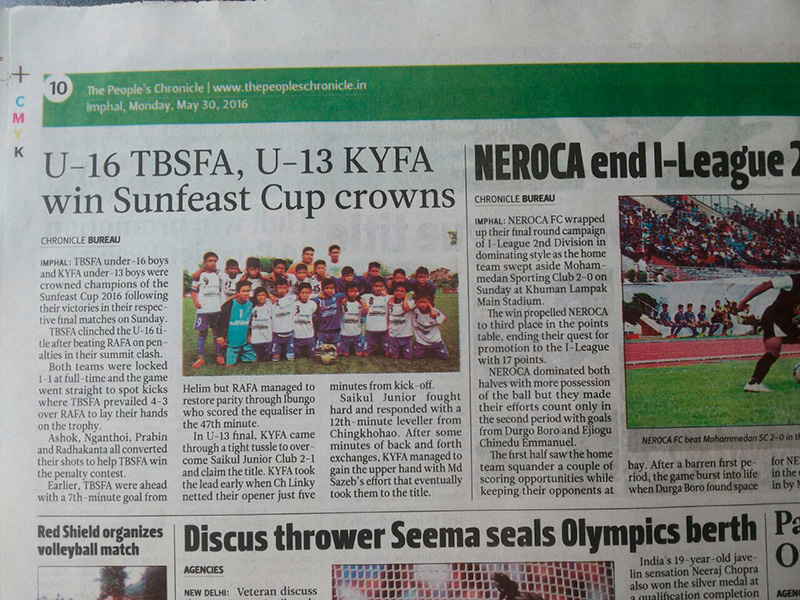 10
The People's Chronicle | www.thepeopleschronicle.in
Imphal, Monday, May 30, 2016
C
M
Y
K
U-16 TBSFA, U-13 KYFA
win Sunfeast Cup crowns
CHRONICLE BUREAU
IMPHAL: TBSFA under-16 boys
and KYFA under-13 boys were
crowned champions of the
Sunfeast Cup 2016 following
their victories in their respec-
tive final matches on Sunday.
TBSFA clinched the U-16 ti-
tle after beating RAFA on pen-
alties in their summit clash.
Both teams were locked
1-1 at full-time and the game
went straight to spot kicks
where TBSFA prevailed 4-3
over RAFA to lay their hands
on the trophy.
Ashok, Nganthoi, Prabin
and Radhakanta all converted
their shots to help TBSFA win
the penalty contest.
Earlier, TBSFA were ahead
with a 7th-minute goal from
Helim but RAFA managed to
restore parity through Ibungo
who scored the equaliser in
the 47th minute.
In U-13 final, KYFA came
through a tight tussle to over-
come Saikul Junior Club 2-1
and claim the title. KYFA took
the lead early when Ch Linky
netted their opener just five
minutes from kick-off.
Saikul Junior fought
hard and responded with a
12th-minute leveller from
Chingkhohao. After some
minutes of back and forth
exchanges, KYFA managed to
gain the upper hand with Md
Sazeb's effort that eventually
took them to the title.
NEROCA end I-League 2
CHRONICLE BUREAU
IMPHAL: NEROCA FC wrapped
up their final round campaign
of I-League 2nd Division in
dominating style as the home
team swept aside Moham-
medan Sporting Club 2-0 on
Sunday at Khuman Lampak
Main Stadium.
The win propelled NEROCA
to third place in the points
table, ending their quest for
promotion to the I-League
with 17 points.
NEROCA dominated both
halves with more possession
of the ball but they made
their efforts count only in
the second period with goals
from Durgo Boro and Ejiogu
Chinedu Emmanuel.
The first half saw the home
team squander a couple of
scoring opportunities while
keeping their opponents at
NEROCA FC beat Mohammedan SC 2-0 in th
bay. After a barren first pe-
riod, the game burst into life
when Durga Boro found space
for NE
in the
in by M
Red Shield organizes
volleyball match
Discus thrower Seema seals Olympics berth
AGENCIES
NEW DELHI: Veteran discuss
India's 19-year-old jave-
lin sensation Neeraj Chopra
also won the silver medal at
a qualification completion
Pa
O
AGEN